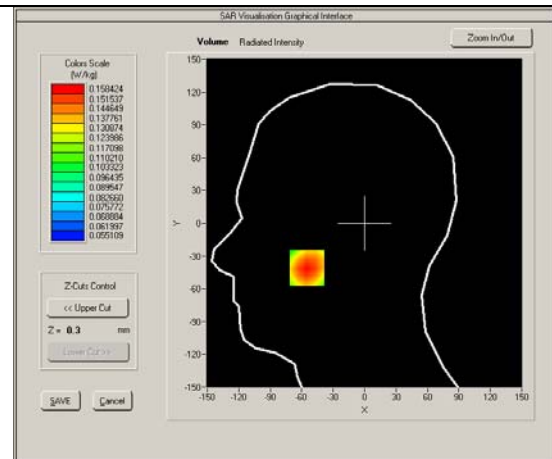 SAR Visualisation Graphical Interface
Volume Radiated Intensity
Zoom In/Out
Colors Scale
(W/kg)
0.158424
0.151537
0.144649
0.137761
0.130874
0.123986
0.117098
0.110210
0.103323
0.096435
0.089547
0.082660
0.075772
0.068884
0.061997
0.055109
Z-Cuts Control
<< Upper Cut
Z = 0.3 mm
Lower Cut >>
SAVE Cancel
Y
150
120
90
60
30
0
-30
-60
-90
-120
-150
-150 -120 -90 -60 -30 0 30 60 90 120 150
X